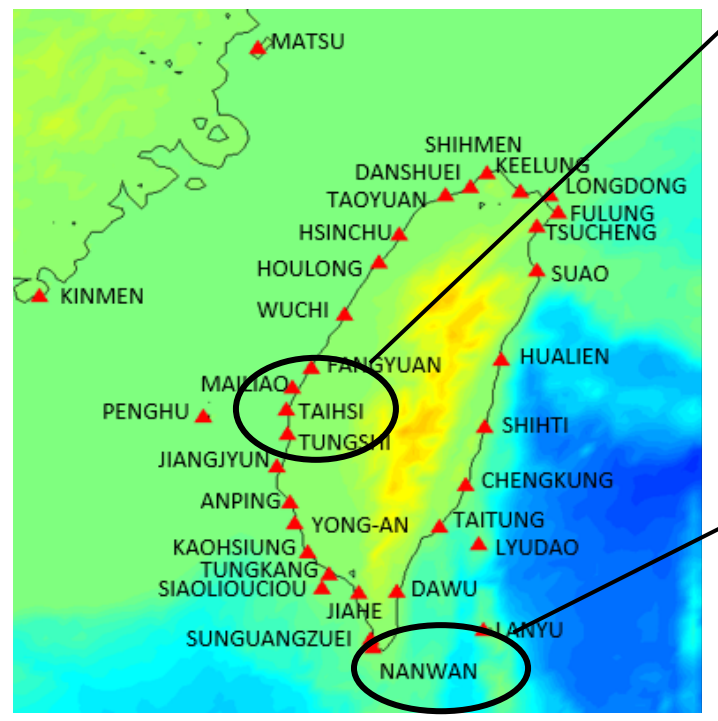 MATSU
SHIHMEN
KEELUNG
DANSHUEI
LONGDONG
TAOYUAN
FULUNG
HSINCHU
TSUCHENG
HOULONG
SUAO
KINMEN
WUCHI
HUALIEN
FANGYUAN
MAILIAO
PENGHU
TAIHSI
SHIHTI
TUNGSHI
JIANGJYUN
CHENGKUNG
ANPING
YONG-AN
TAITUNG
KAOHSIUNG
LYUDAO
TUNGKANG
SIAOLIOUCIOU
DAWU
JIAHE
LANYU
SUNGUANGZUEI
NANWAN